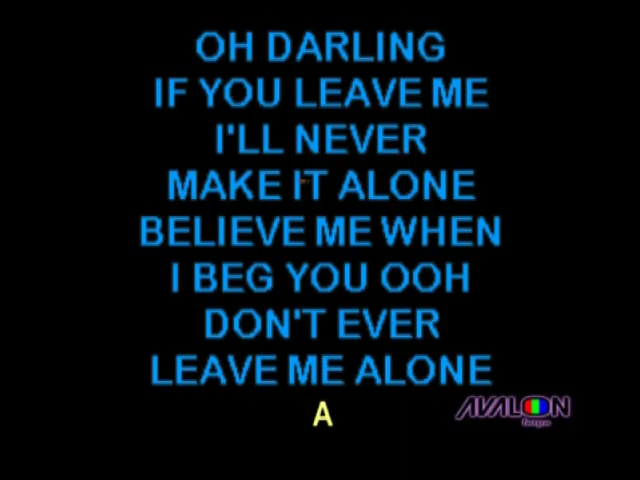 OH DARLING
IF YOU LEAVE ME
I'LL NEVER
MAKE IT ALONE
BELIEVE ME WHEN
I BEG YOU OOH
DON'T EVER
LEAVE ME ALONE
A
AVALON